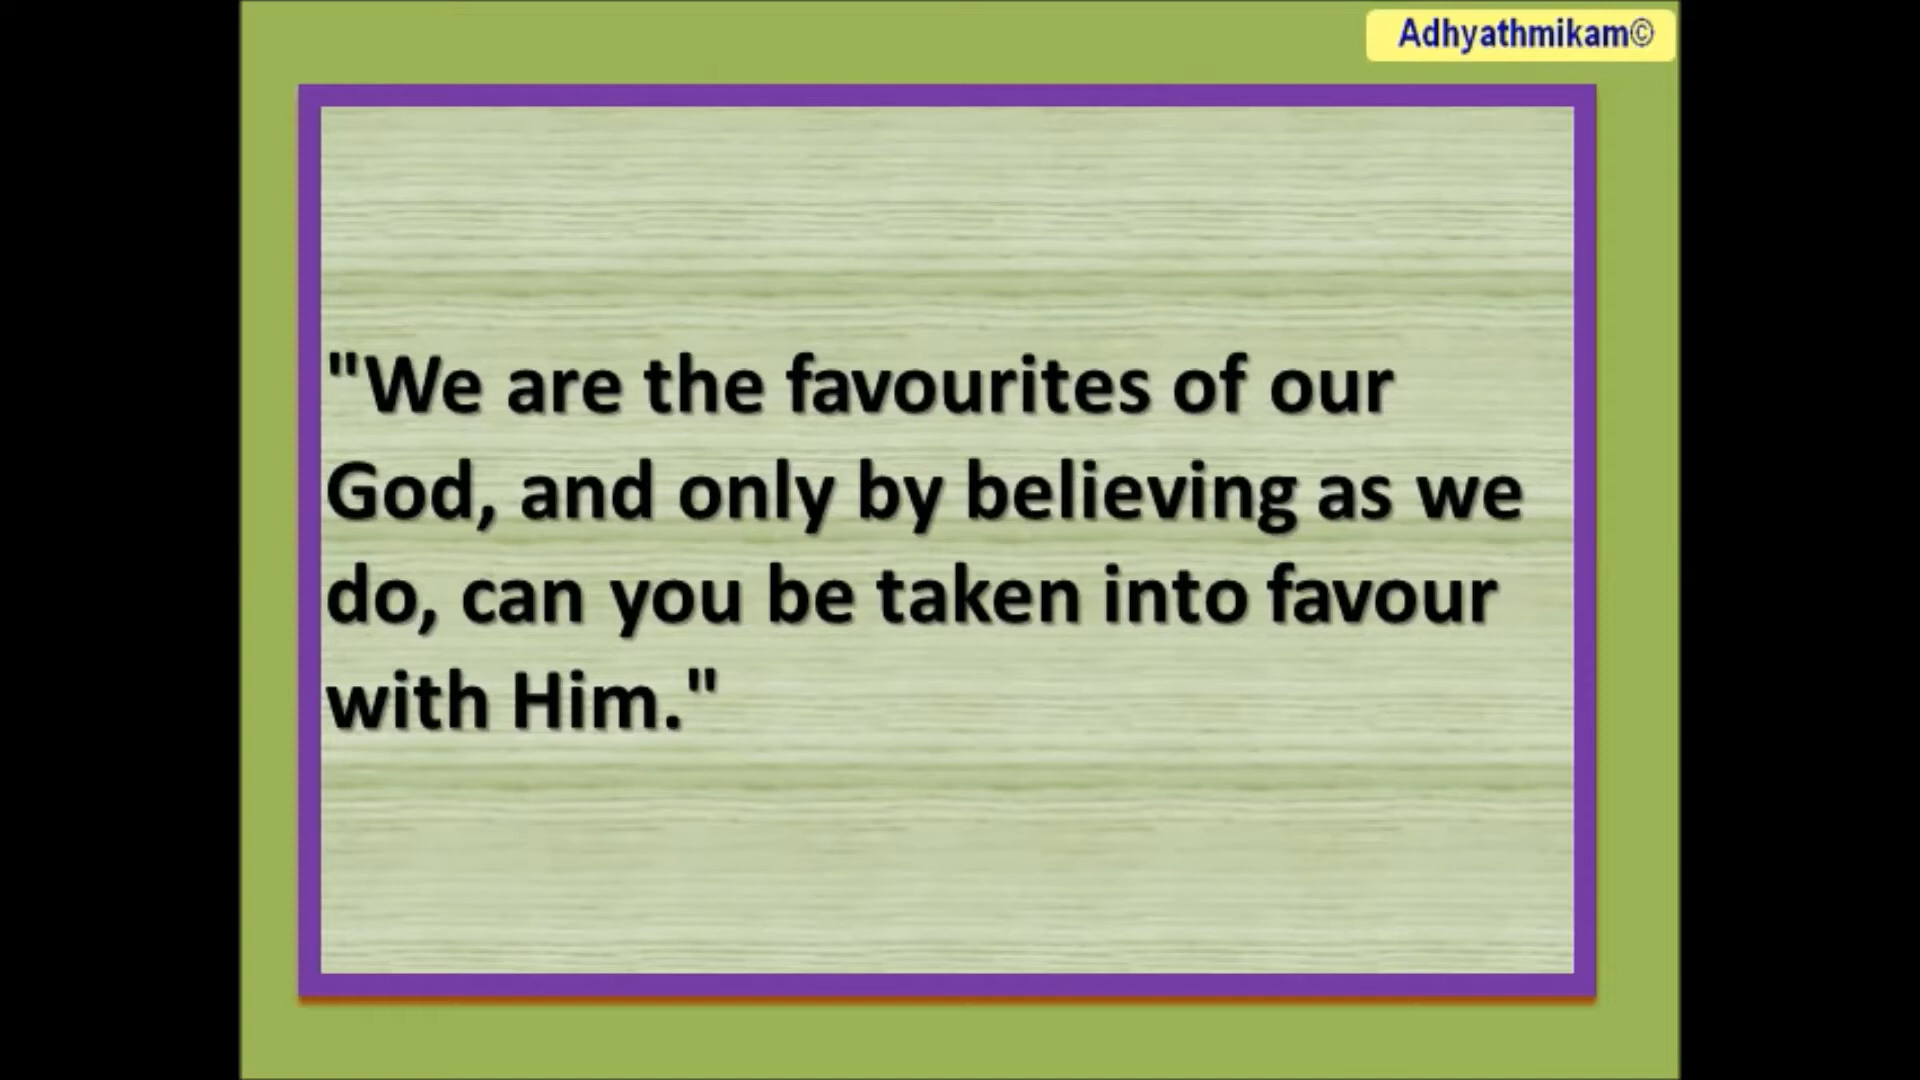 Adhyathmikam©
"We are the favourites of our
God, and only by believing as we
do, can you be taken into favour
with Him."